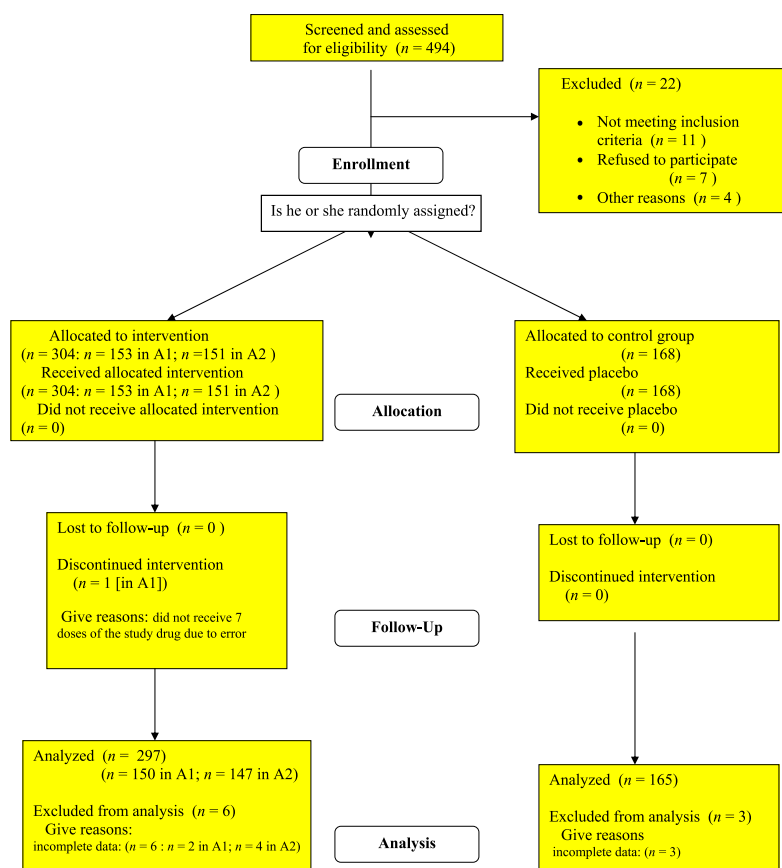 Screened and assessed
for eligibility (n = 494)
Excluded (n = 22)
• Not meeting inclusion
criteria (n = 11 )
• Refused to participate
(n = 7 )
• Other reasons (n = 4 )
Enrollment
Is he or she randomly assigned?
Allocated to intervention
(n = 304: n = 153 in A1; n =151 in A2 )
Received allocated intervention
(n = 304: n = 153 in A1; n = 151 in A2 )
Did not receive allocated intervention
(n = 0)
Allocation
Allocated to control group
(n = 168)
Received placebo
(n = 168)
Did not receive placebo
(n = 0)
Lost to follow-up (n = 0 )
Discontinued intervention
(n = 1 [in A1])
Give reasons: did not receive 7
doses of the study drug due to error
Follow-Up
Lost to follow-up (n = 0)
Discontinued intervention
(n = 0)
Analyzed (n = 297)
(n = 150 in A1; n = 147 in A2)
Excluded from analysis (n = 6)
Give reasons:
incomplete data: (n = 6 : n = 2 in A1; n = 4 in A2)
Analysis
Analyzed (n = 165)
Excluded from analysis (n = 3)
Give reasons
incomplete data: (n = 3)